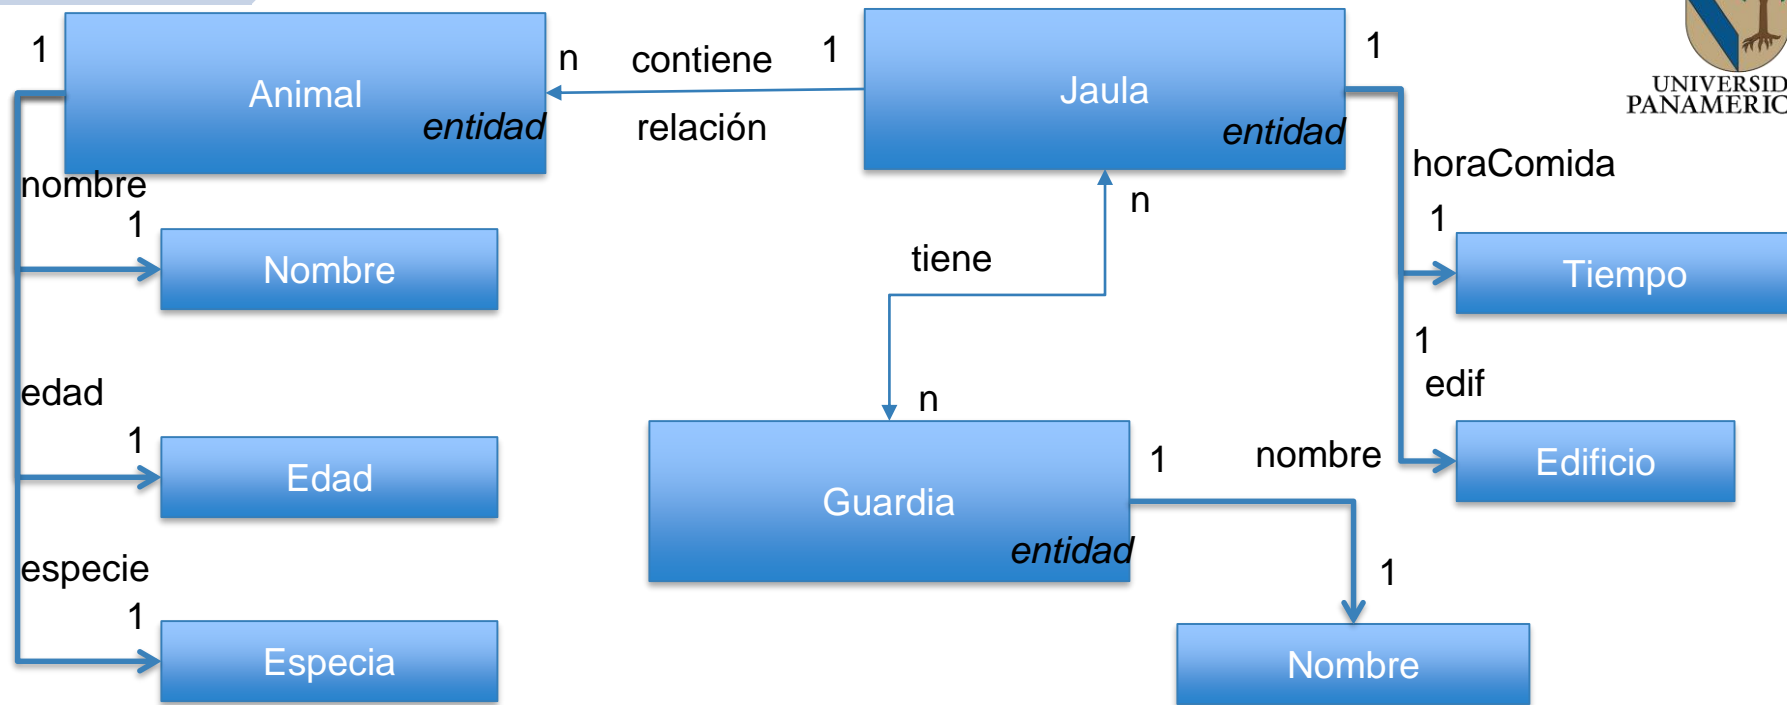 1
Animal
entidad
n
contiene
relación
1
Jaula
entidad
1
UNIVERSID
PANAMERIC
nombre
1
Nombre
edad
1
Edad
especie
1
Especia
n
tiene
n
Guardia
entidad
1
nombre
1
Nombre
horaComida
1
Tiempo
1
edif
Edificio